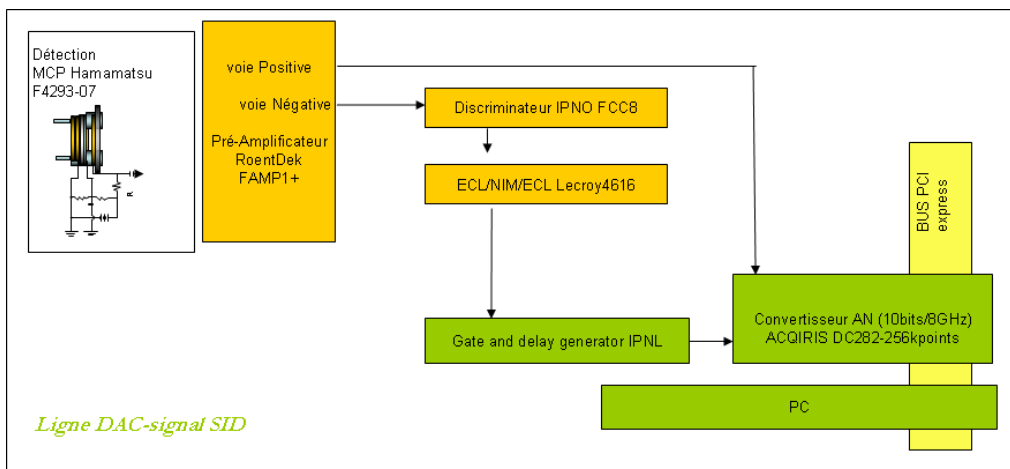 Détection
MCP Hamamatsu
F4293-07
R
voie Positive
voie Négative
Pré-Amplificateur
RoentDek
FAMP1+
Discriminateur IPNO FCC8
ECL/NIM/ECL Lecroy4616
Gate and delay generator IPNL
BUS PCI
express
Convertisseur AN (10bits/8GHz)
ACQIRIS DC282-256kpoints
PC
Ligne DAC-signal SID